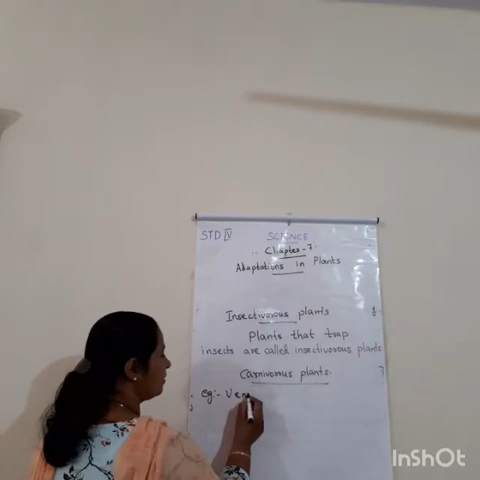 STD IV SCIENCE
Chapter-7
Adaptations in Plants
Insectivorous plants
Plants that trap
insects are called insectivorous plants
Carnivorous plants.
eg:- Ven
InShOt